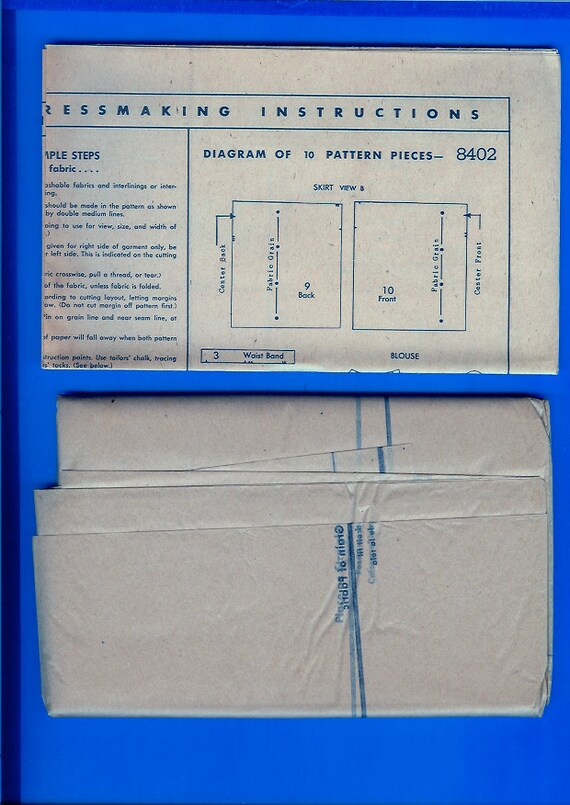 RESSMAKING INSTRUCTIONS
MPLE STEPS
fabric....
ashable fabrics and interlinings or inter-
ing.
should be made in the pattern as shown
by double medium lines.
oing to use for view, size, and width of
.)
given for right side of garment only, be
r left side. This is indicated on the cutting
ric crosswise, pull a thread, or tear.)
of the fabric, unless fabric is folded.
arding to cutting layout, letting margins
ow. (Do not cut margin off pattern first.)
in on grain line and near seam line, at
of paper will fall away when both pattern
struction points. Use tailors' chalk, tracing
rs' tacks. (See below.)
DIAGRAM OF 10 PATTERN PIECES— 8402
SKIRT VIEW B
Center Back
Fabric Grain
9
Back
10
Front
Fabric Grain
Center Front
3 Waist Band
BLOUSE